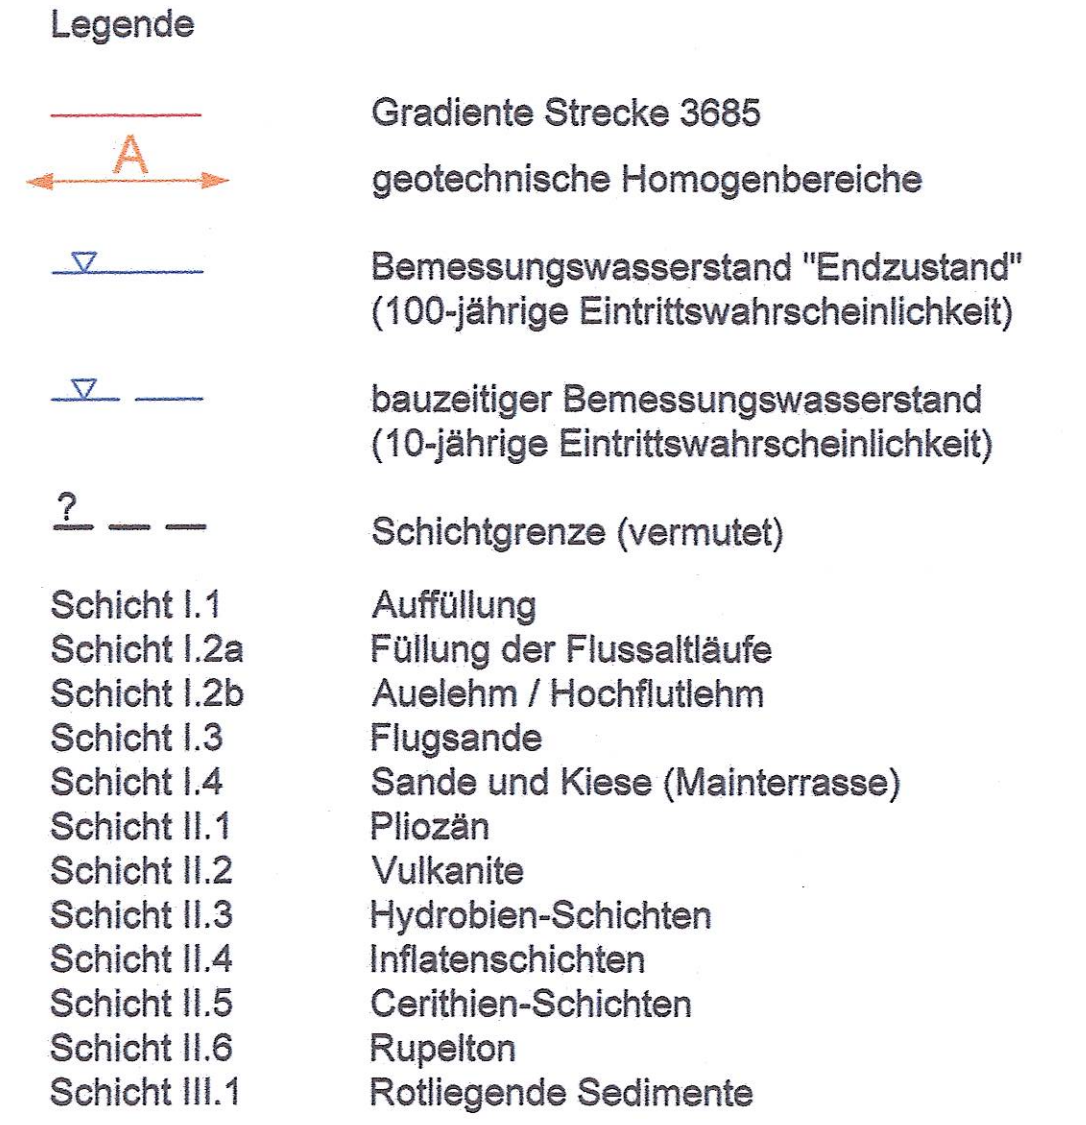 Legende
Gradiente Strecke 3685
A
geotechnische Homogenbereiche
Bemessungswasserstand "Endzustand"
(100-jährige Eintrittswahrscheinlichkeit)
bauzeitiger Bemessungswasserstand
(10-jährige Eintrittswahrscheinlichkeit)
?
Schichtgrenze (vermutet)
Schicht I.1 Auffüllung
Schicht I.2a Füllung der Flussaltläufe
Schicht I.2b Auelehm / Hochflutlehm
Schicht I.3 Flugsande
Schicht I.4 Sande und Kiese (Mainterrasse)
Schicht II.1 Pliozän
Schicht II.2 Vulkanite
Schicht II.3 Hydrobien-Schichten
Schicht II.4 Inflatenschichten
Schicht II.5 Cerithien-Schichten
Schicht II.6 Rupelton
Schicht III.1 Rotliegende Sedimente